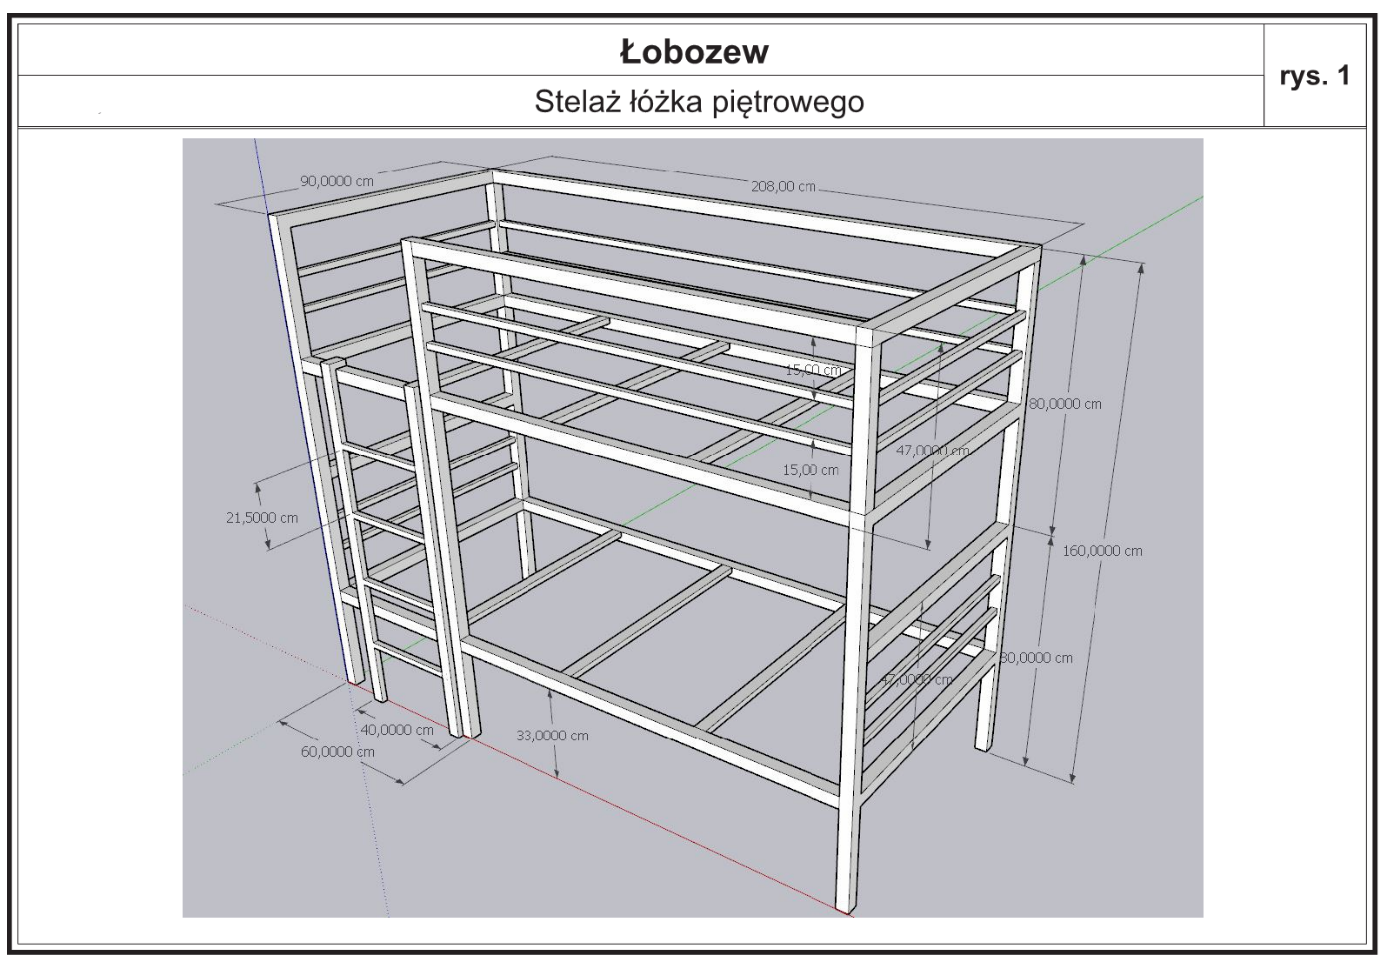 Łobozew
rys. 1
Stelaż łóżka piętrowego
90,0000 cm
208,00 cm
15,00 cm
80,0000 cm
47,0000 cm
15,00 cm
21,5000 cm
160,0000 cm
80,0000 cm
47,0000 cm
40,0000 cm
33,0000 cm
60,0000 cm